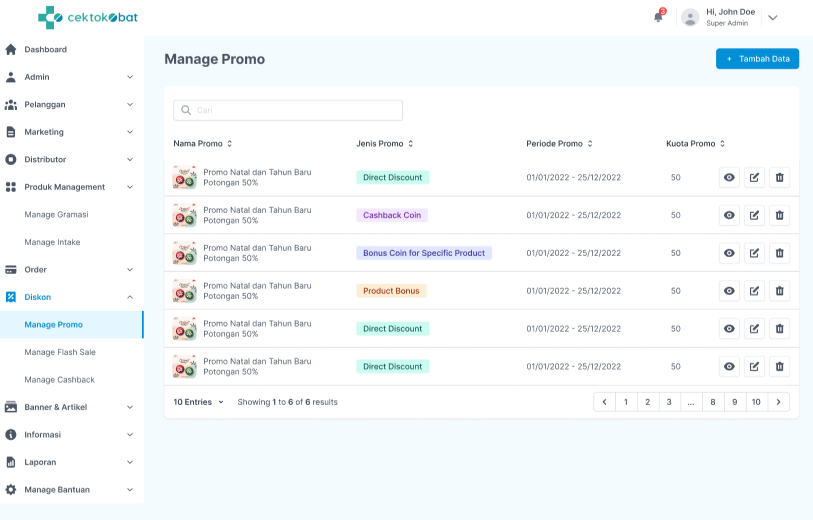 cektokobat
3
Hi, John Doe
Super Admin
Dashboard
Admin
Pelanggan
Marketing
Distributor
Produk Management
Manage Gramasi
Manage Intake
Order
Diskon
Manage Promo
Manage Flash Sale
Manage Cashback
Banner & Artikel
Informasi
Laporan
Manage Bantuan
Manage Promo
+ Tambah Data
Cari
Nama Promo Jenis Promo Periode Promo Kuota Promo
Promo Natal dan Tahun Baru
Potongan 50%
Direct Discount
01/01/2022 - 25/12/2022
50
Promo Natal dan Tahun Baru
Potongan 50%
Cashback Coin
01/01/2022 - 25/12/2022
50
Promo Natal dan Tahun Baru
Potongan 50%
Bonus Coin for Specific Product
01/01/2022 - 25/12/2022
50
Promo Natal dan Tahun Baru
Potongan 50%
Product Bonus
01/01/2022 - 25/12/2022
50
Promo Natal dan Tahun Baru
Potongan 50%
Direct Discount
01/01/2022 - 25/12/2022
50
Promo Natal dan Tahun Baru
Potongan 50%
Direct Discount
01/01/2022 - 25/12/2022
50
10 Entries Showing 1 to 6 of 6 results
1 2 3 ... 8 9 10